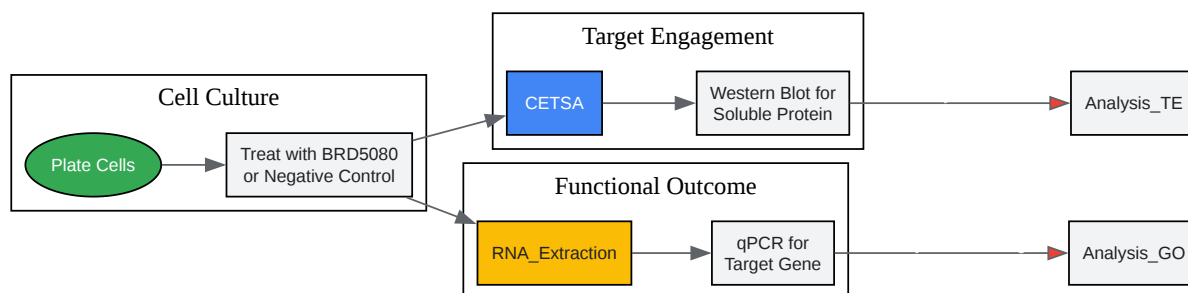 Cell Culture
Plate Cells
Treat with BRD5080
or Negative Control
Target Engagement
CETSA
Western Blot for
Soluble Protein
Analysis_TE
Functional Outcome
RNA_Extraction
qPCR for
Target Gene
Analysis_GO